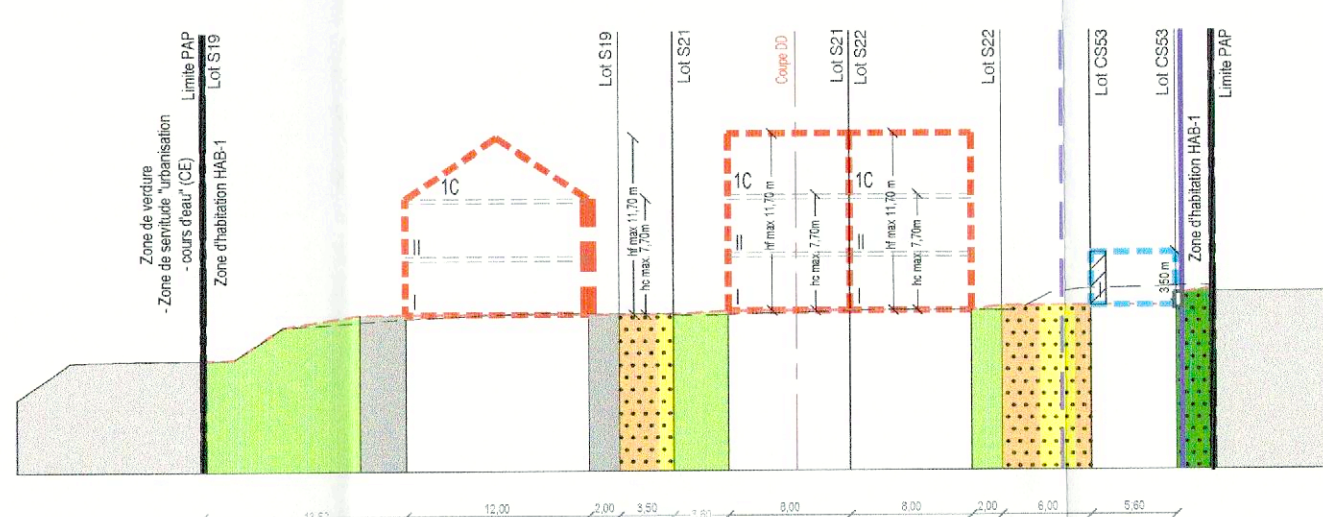 Zone de verdure
- Zone de servitude "urbanisation
- cours d'eau" (CE)
Limite PAP
Lot S19
Zone d'habitation HAB-1
1C
II
I
Lot S19
hf max 11,70 m
hc max. 7,70m
Lot S21
1C
II
I
hf max 11,70 m
hc max. 7,70m
Coupe DD
Lot S21
Lot S22
1C
II
I
hf max 11,70 m
hc max. 7,70m
Lot S22
Lot CS53
I
3,50 m
Lot CS53
Zone d'habitation HAB-1
Limite PAP
12,00
2,00
3,50
8,00
8,00
2,00
6,00
5,60